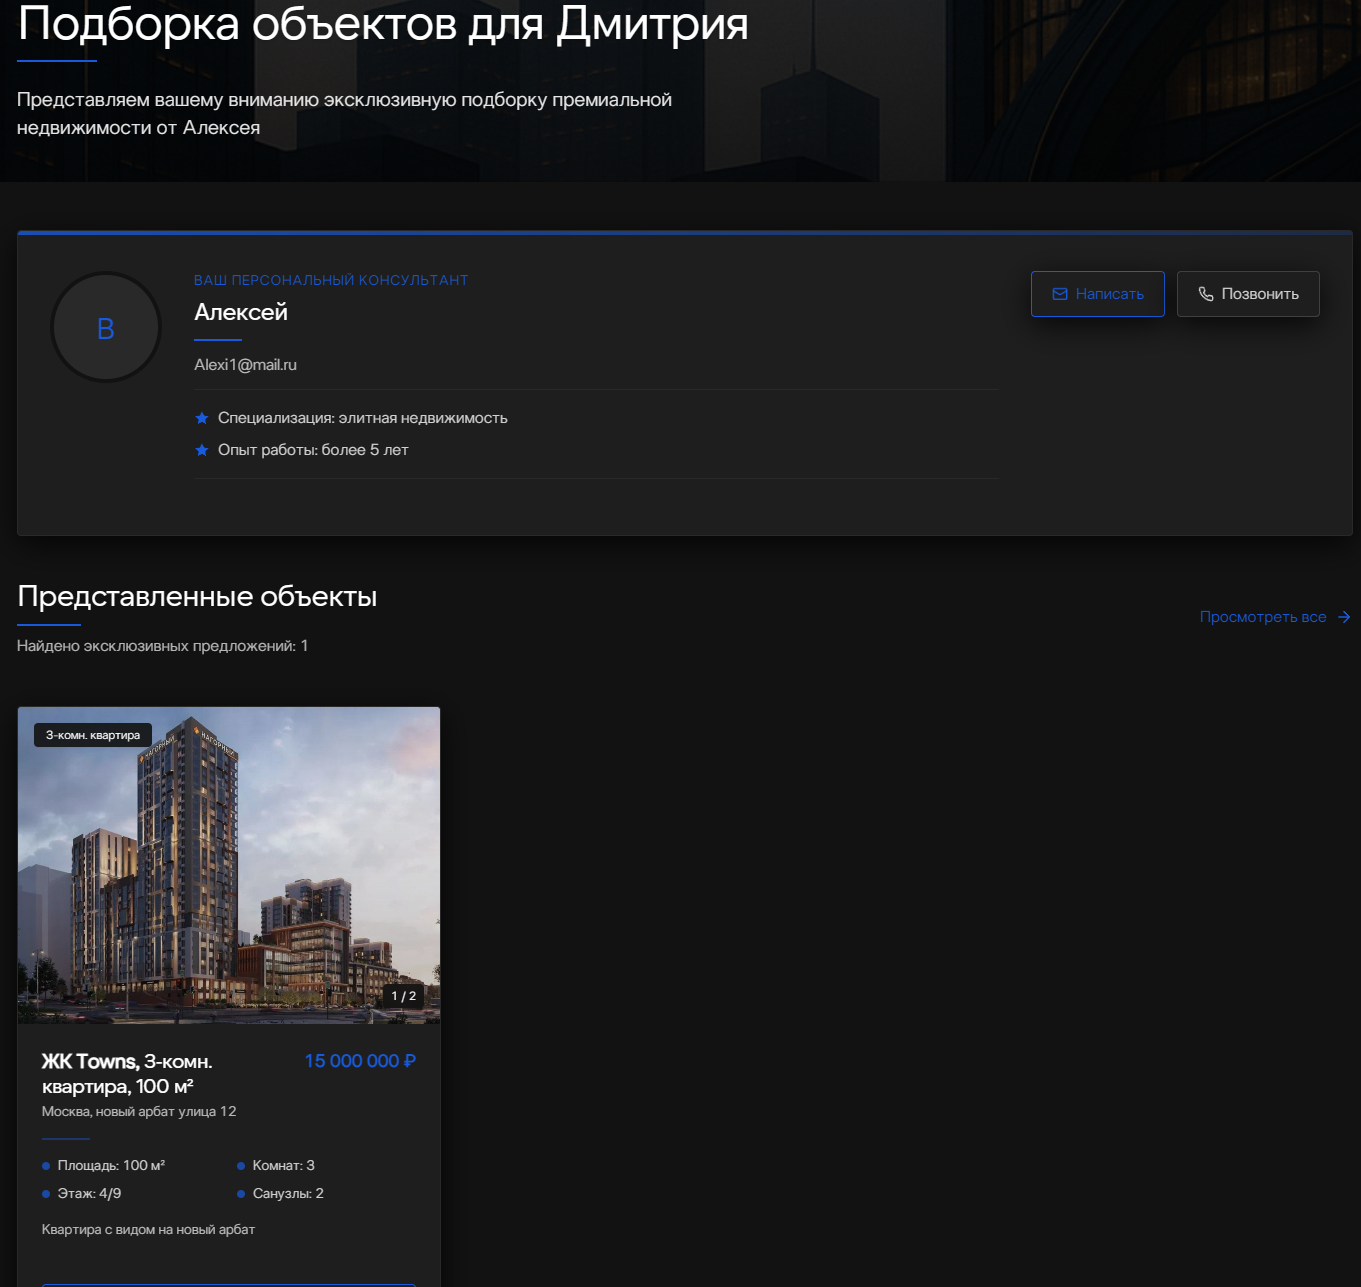 Подборка объектов для Дмитрия
Представляем вашему вниманию эксклюзивную подборку премиальной
недвижимости от Алексея
ВАШ ПЕРСОНАЛЬНЫЙ КОНСУЛЬТАНТ
В
Алексей
Alexi1@mail.ru
Специализация: элитная недвижимость
Опыт работы: более 5 лет
Написать
Позвонить
Представленные объекты
Найдено эксклюзивных предложений: 1
Просмотреть все
3-комн. квартира
НАГОРНЫЙ
НАГОРНЫЙ
1 / 2
ЖК Towns, 3-комн.
квартира, 100 м²
15 000 000 ₽
Москва, новый арбат улица 12
Площадь: 100 м²
Комнат: 3
Этаж: 4/9
Санузлы: 2
Квартира с видом на новый арбат